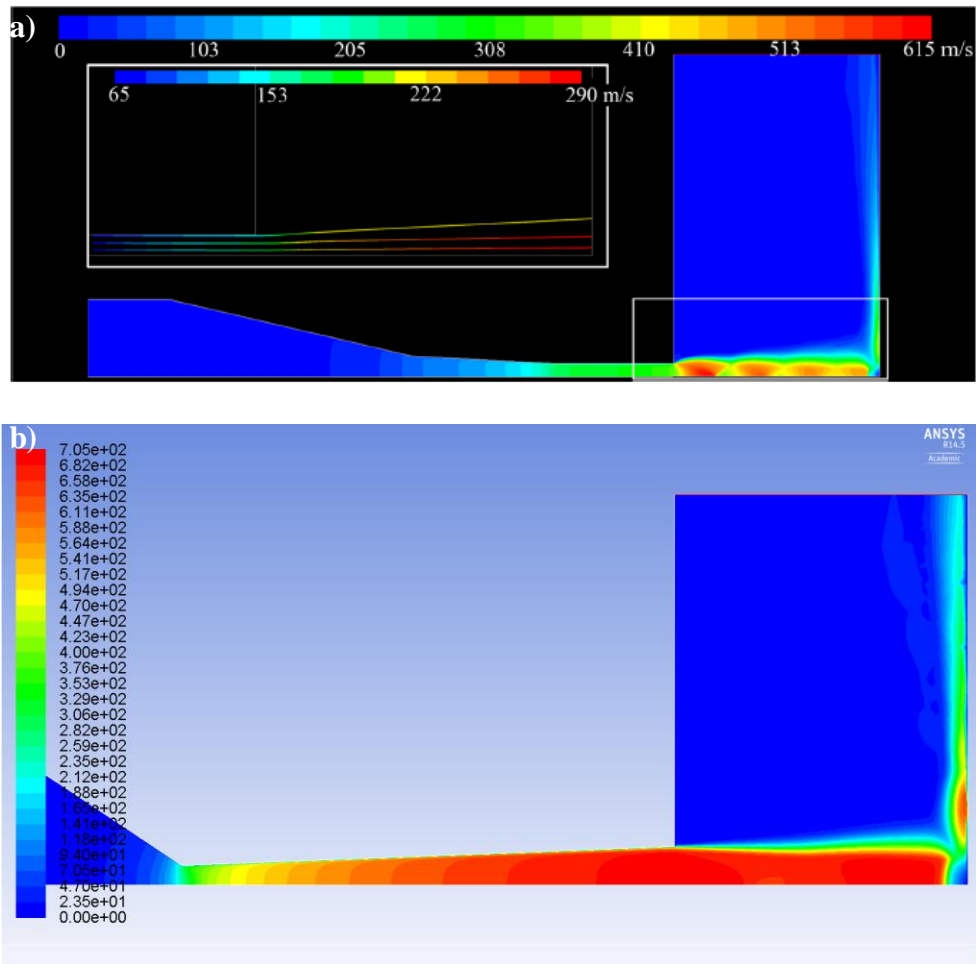 a)
0 103 205 308 410 513 615 m/s
65 153 222 290 m/s
b)
ANSYS
R14.5
Academic
7.05e+02
6.82e+02
6.58e+02
6.35e+02
6.11e+02
5.88e+02
5.64e+02
5.41e+02
5.17e+02
4.94e+02
4.70e+02
4.47e+02
4.23e+02
4.00e+02
3.76e+02
3.53e+02
3.29e+02
3.06e+02
2.82e+02
2.59e+02
2.35e+02
2.12e+02
1.88e+02
1.65e+02
1.41e+02
1.18e+02
9.40e+01
7.05e+01
4.70e+01
2.35e+01
0.00e+00